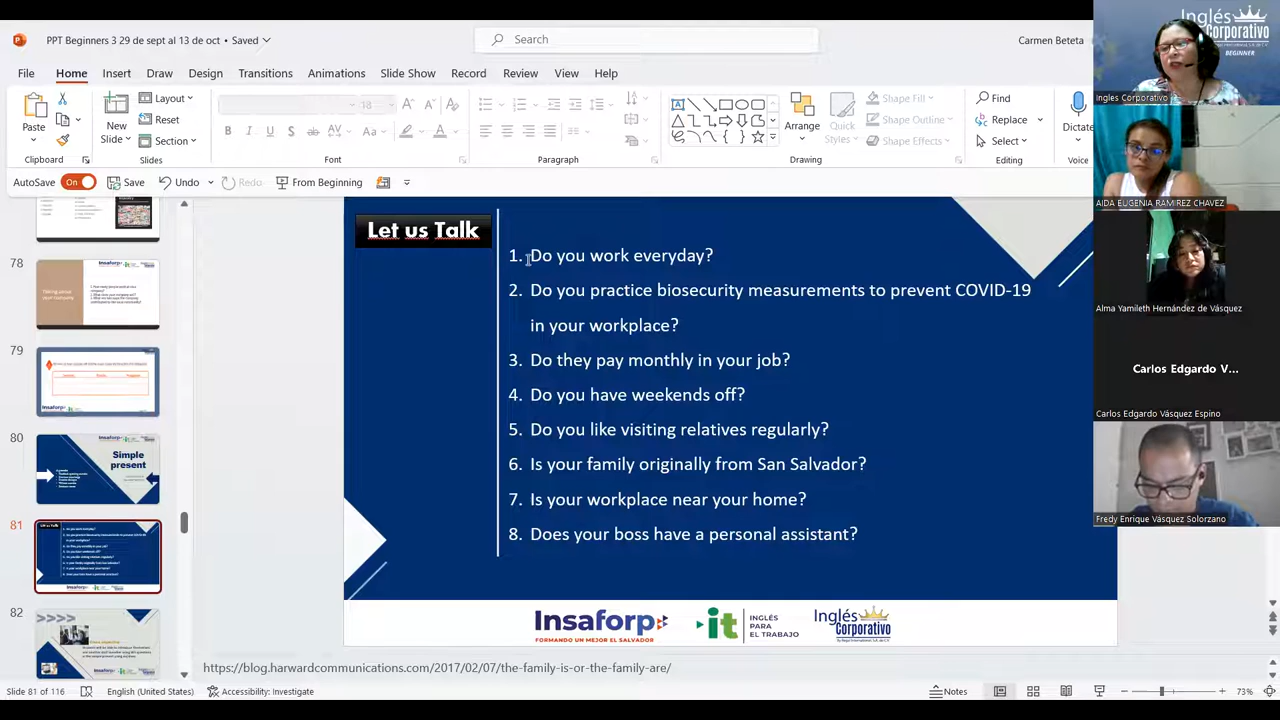 PPT Beginners 3 29 de sept al 13 de oct • Saved
Search
Carmen Beteta
File Home Insert Draw Design Transitions Animations Slide Show Record Review View Help
Paste
Clipboard
New Slide
Layout
Reset
Section
Slides
18
Font
Paragraph
Arrange
Quick Styles
Shape Fill
Shape Outline
Shape Effects
Drawing
Find
Replace
Select
Editing
Dictate
Voice
AutoSave On Save Undo Redo From Beginning
78
79
80
Simple present
81
82
Let us Talk
1. Do you work everyday?
2. Do you practice biosecurity measurements to prevent COVID-19
in your workplace?
3. Do they pay monthly in your job?
4. Do you have weekends off?
5. Do you like visiting relatives regularly?
6. Is your family originally from San Salvador?
7. Is your workplace near your home?
Does your boss have a personal assistant?
Insaforp
FORMANDO UN MEJOR EL SALVADOR
it
INGLÉS
PARA
EL TRABAJO
Inglés
Corporativo
https://blog.harvardcommunications.com/2017/02/07/the-family-is-or-the-family-are/
Slide 81 of 116 English (United States) Accessibility: Investigate Notes 73%
Inglés
Corporativo
BEGINNER
Ingles Corporativo
AIDA EUGENIA RAMIREZ CHAVEZ
Alma Yamileth Hernández de Vásquez
Carlos Edgardo V...
Carlos Edgardo Vásquez Espino
Fredy Enrique Vásquez Solorzano